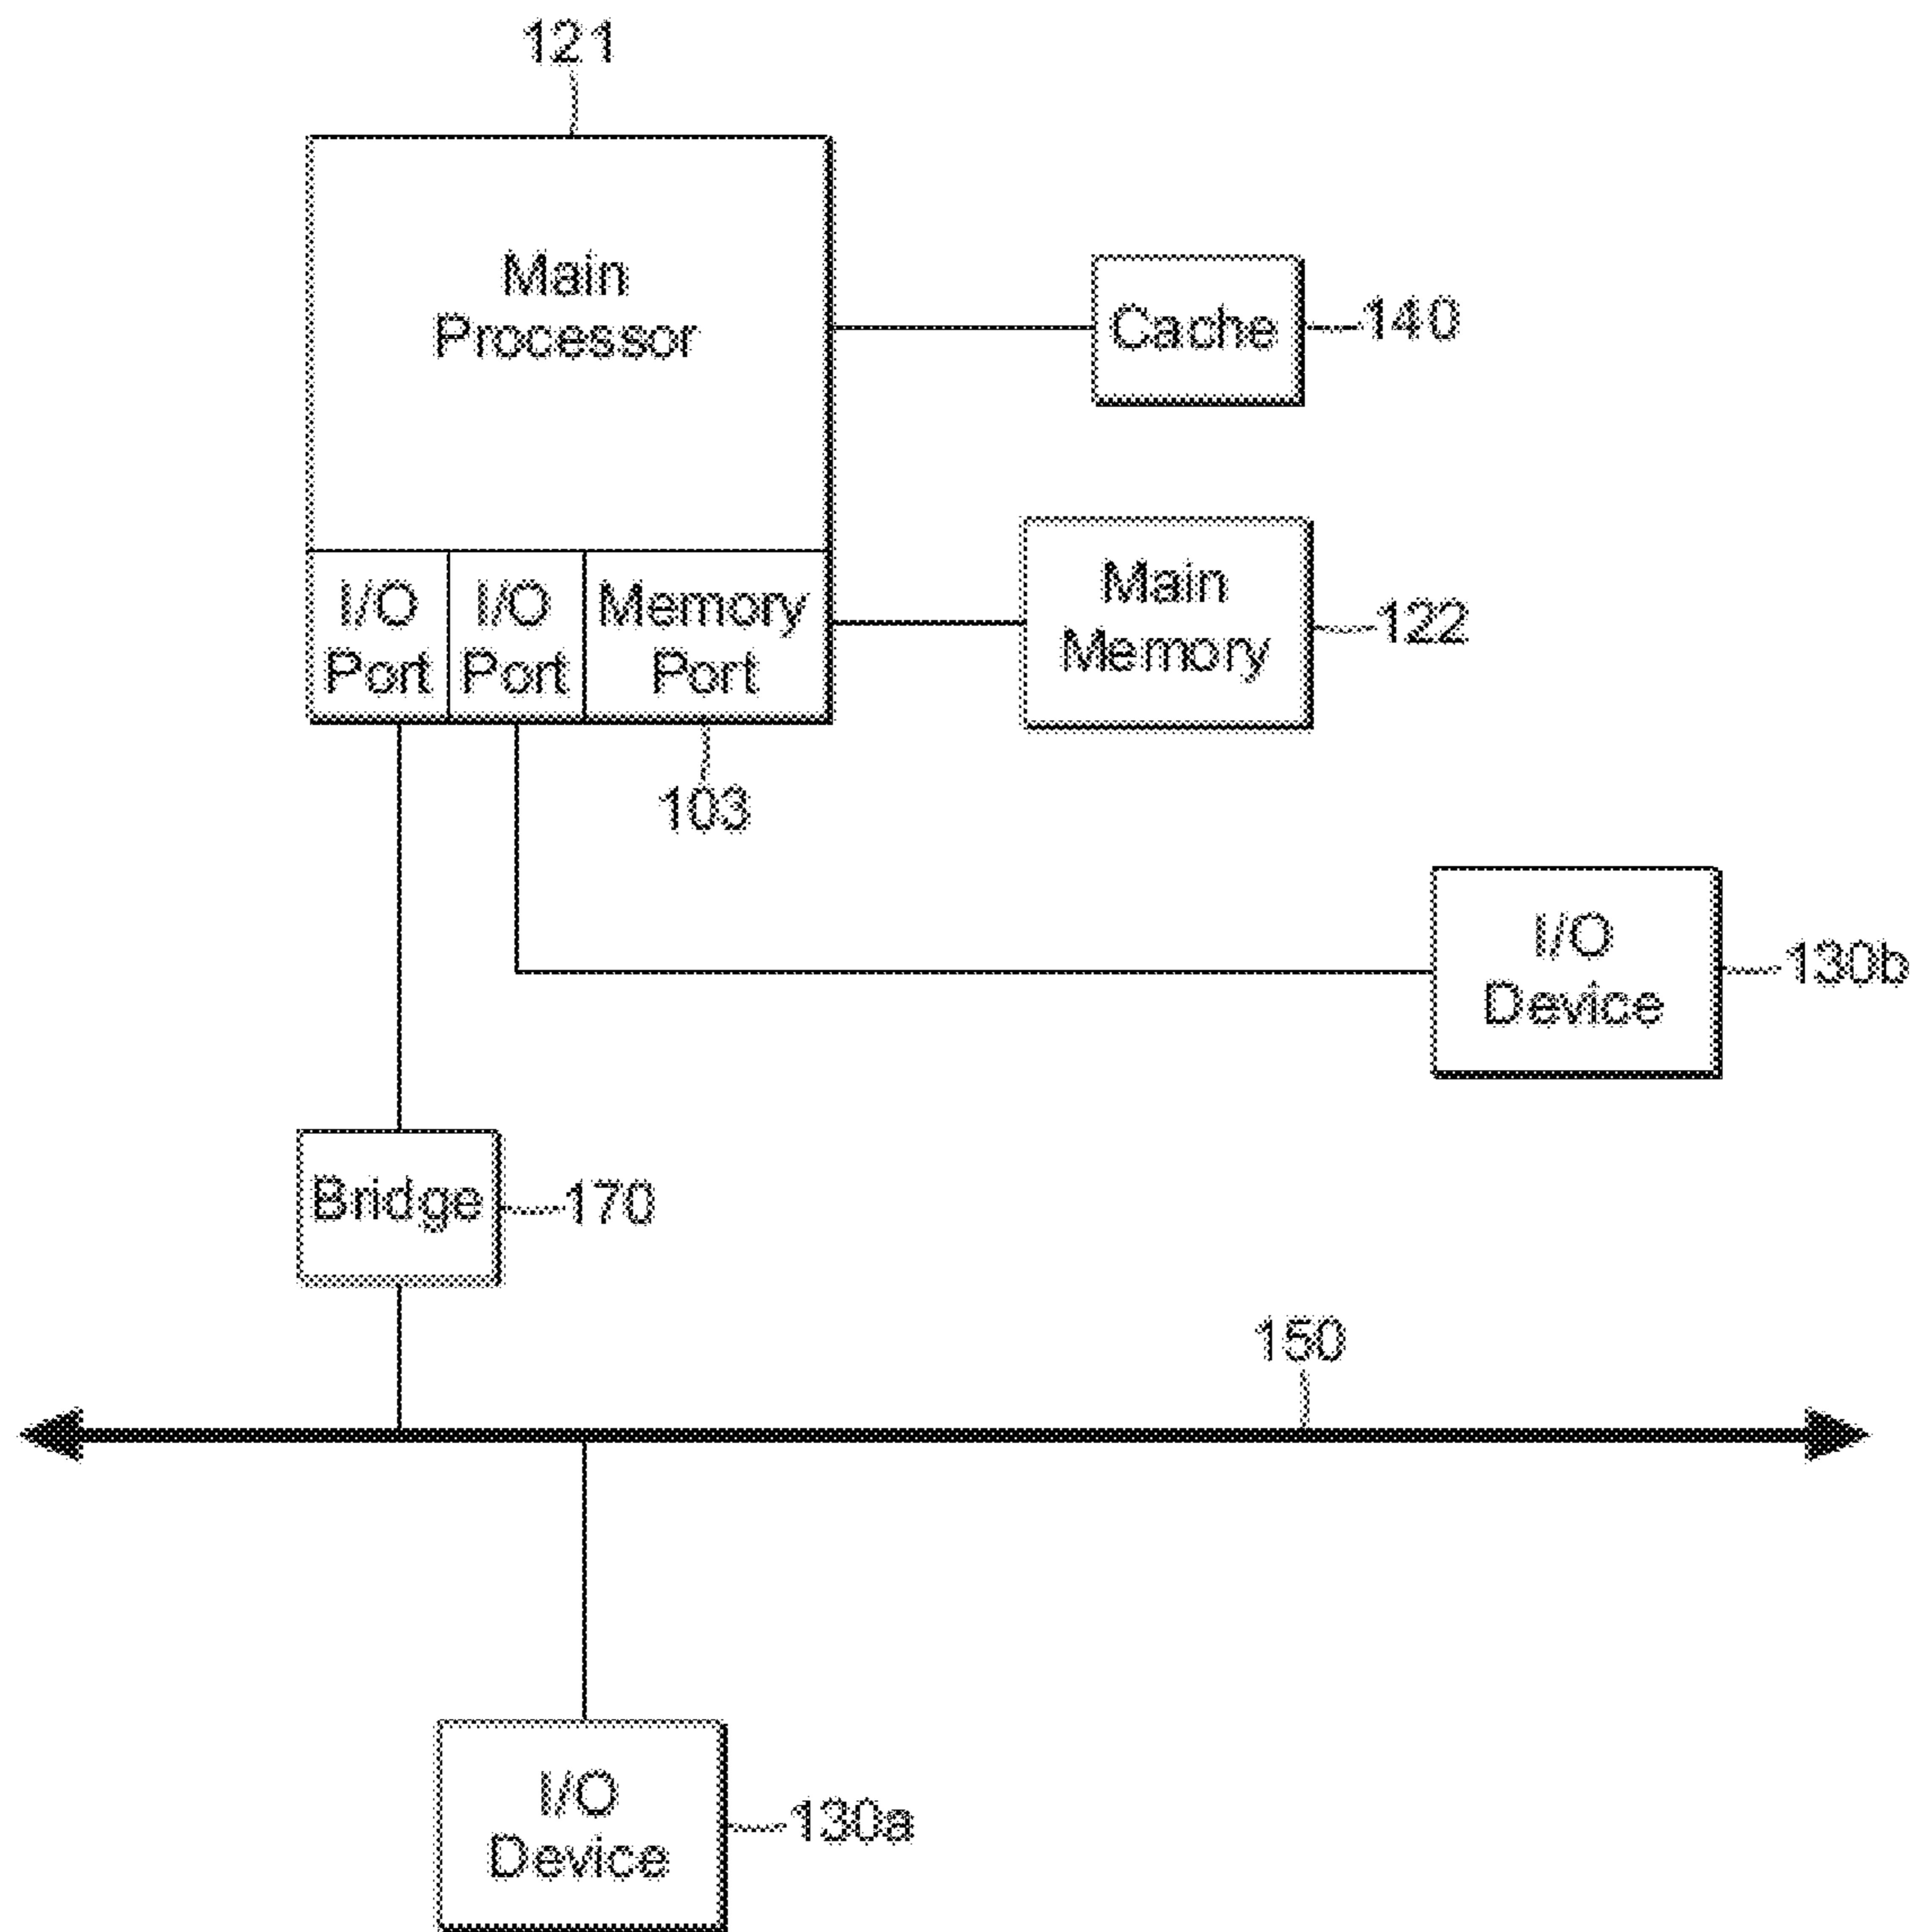 121
Main
Processor
Cache
140
I/O
Port
I/O
Port
Memory
Port
Main
Memory
122
103
I/O
Device
130b
Bridge
170
150
I/O
Device
130a